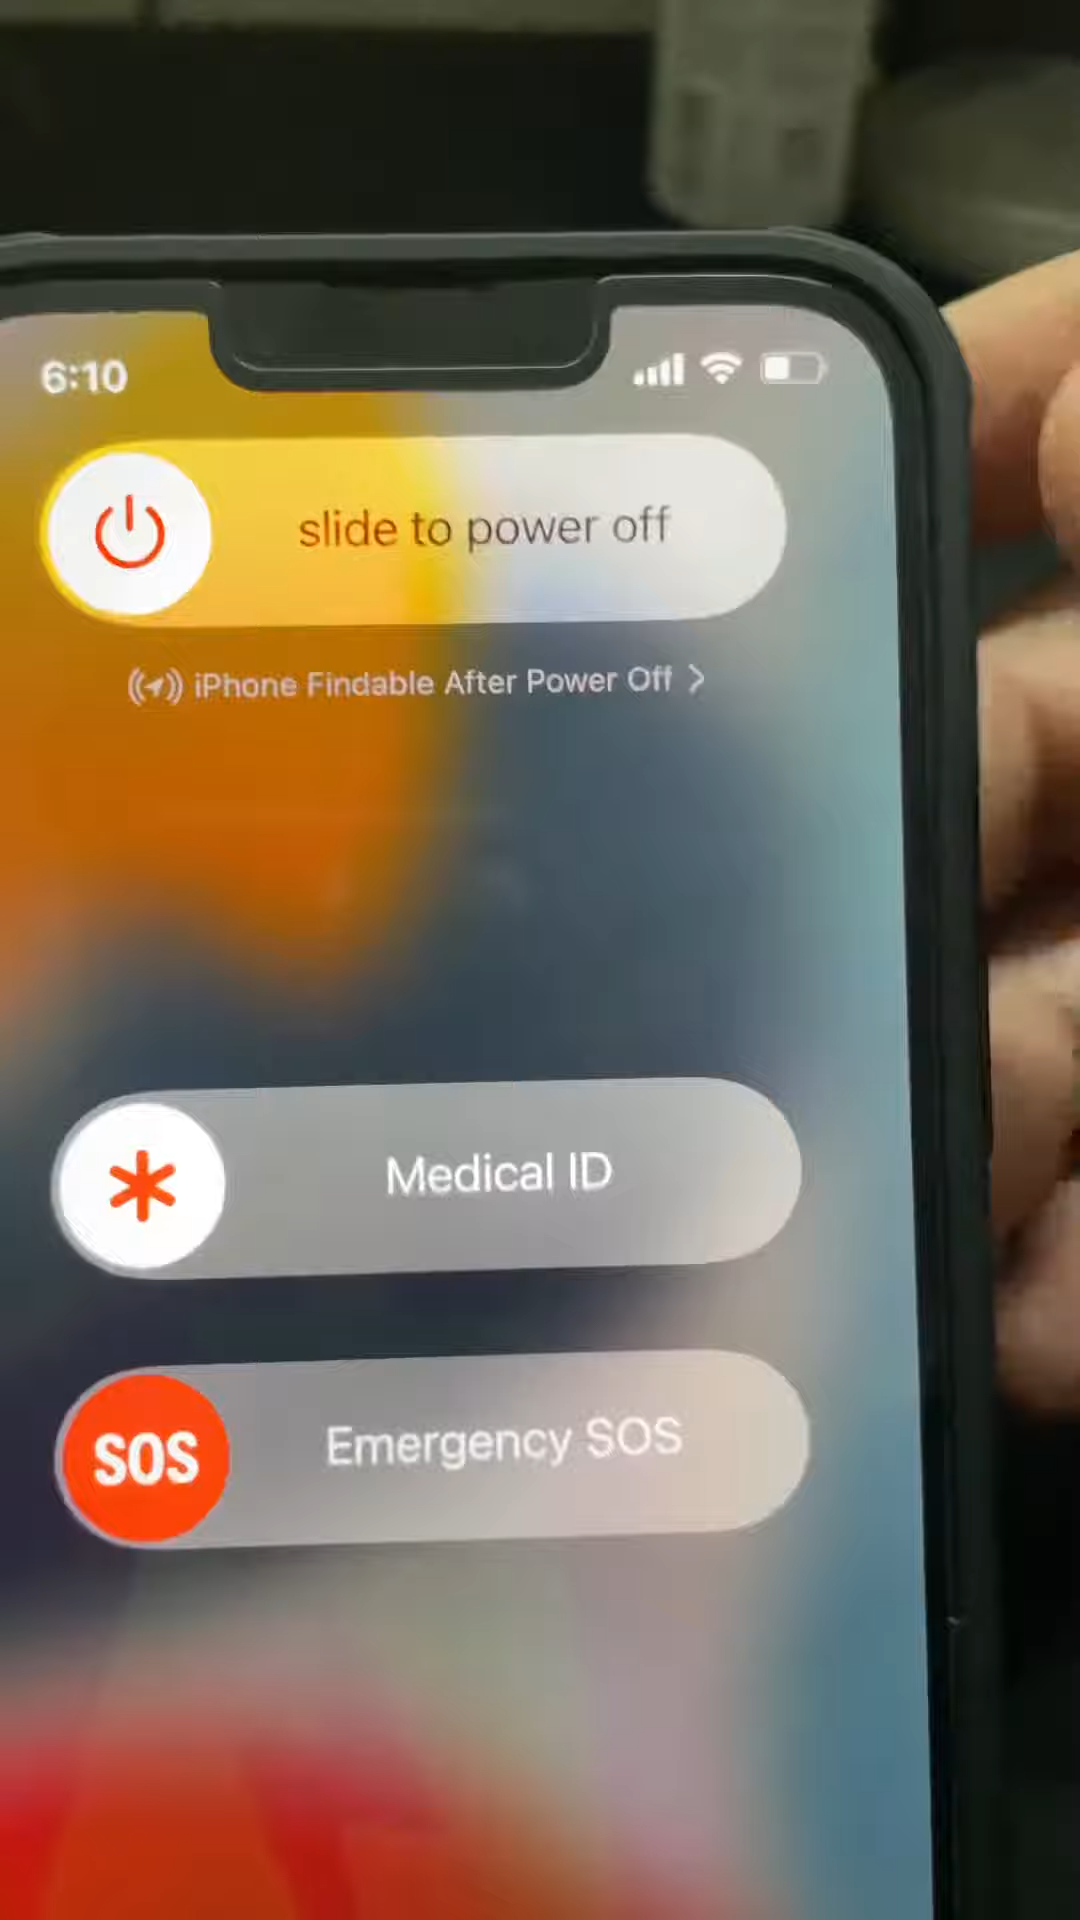 6:10
slide to power off
iPhone Findable After Power Off
Medical ID
SOS
Emergency SOS